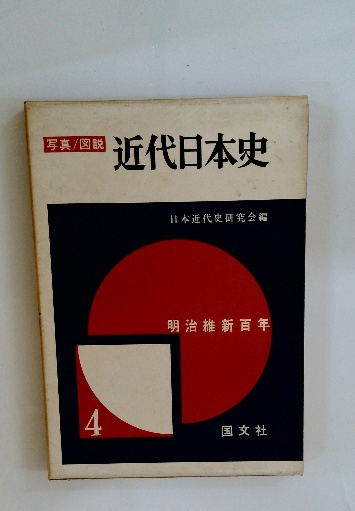 写真/図説 近代日本史
日本近代史研究会編
明治維新百年
4
国文社